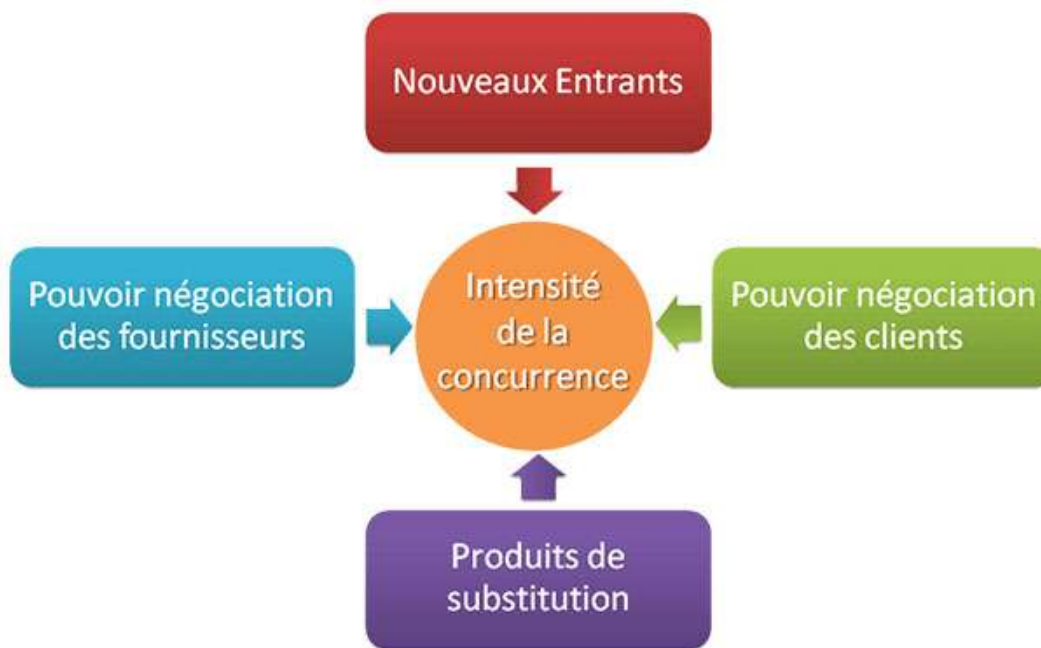 Nouveaux Entrants
Pouvoir négociation
des fournisseurs
Intensité
de la
concurrence
Pouvoir négociation
des clients
Produits de
substitution